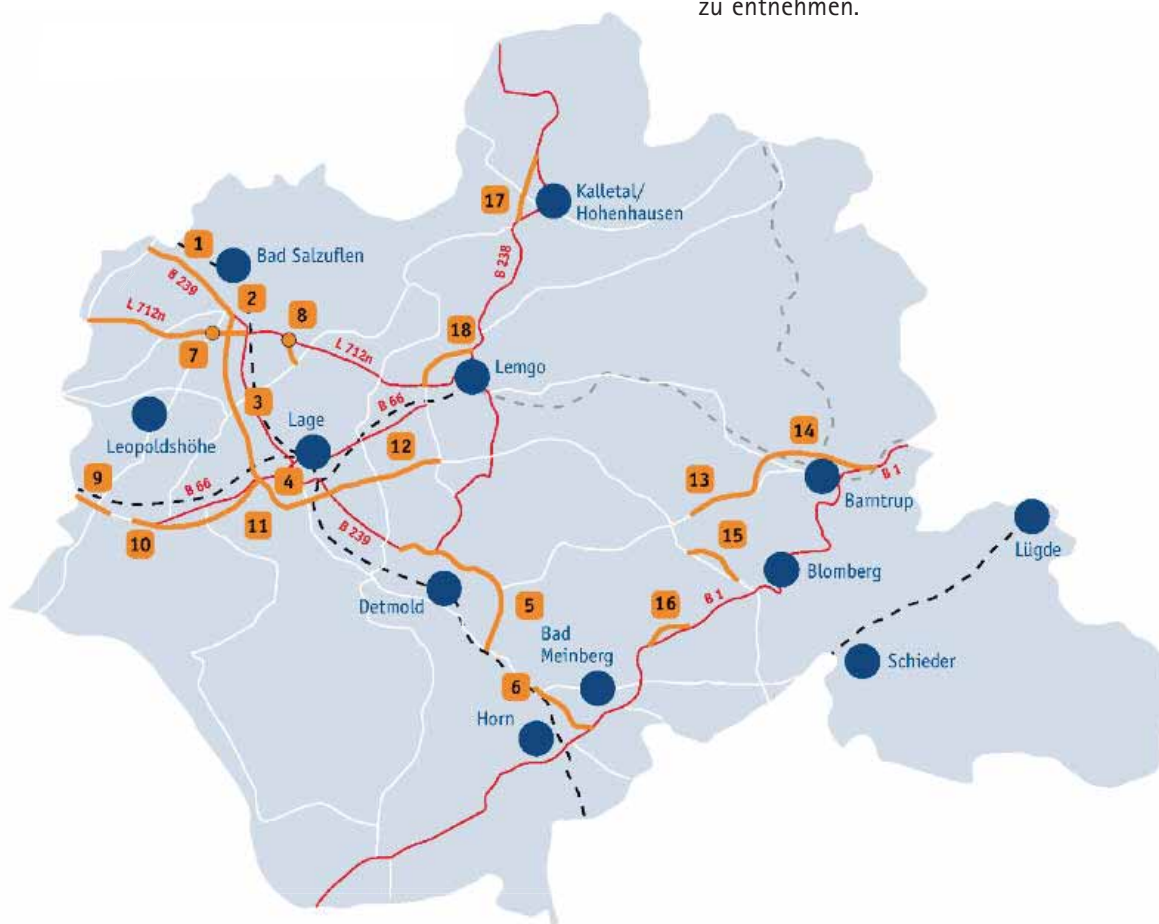 zu entnehmen.
17
Kalletal/
Hohenhausen
1
Bad Salzuflen
B 239
B 238
2
8
L 712n
18
7
L 712n
Lemgo
3
B 66
Lage
Leopoldshöhe
12
14
9
4
13
B 1
B 66
Barntrup
10
11
B 239
15
Lügde
Blomberg
Detmold
5
16
B 1
Bad
Meinberg
Schieder
6
Horn